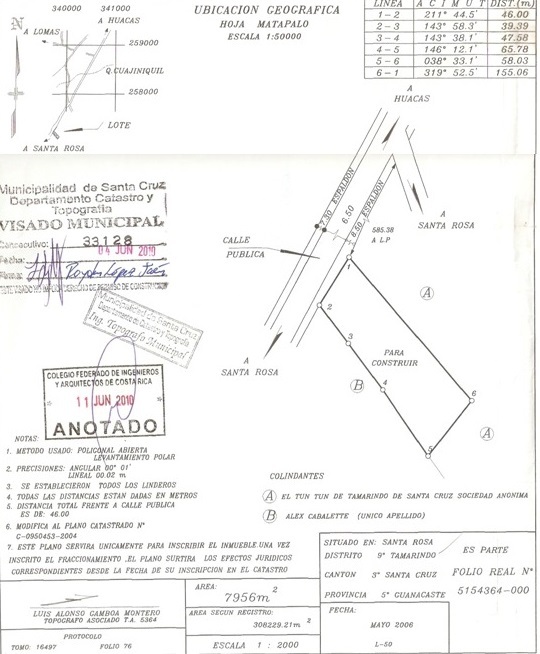 UBICACION GEOGRAFICA
HOJA MATAPALO
ESCALA 1:50000
340000 341000
A HUACAS
N
A LOMAS
259000
Q.CUAJINIQUIL
258000
LOTE
A SANTA ROSA
LINEA A C I M U T DIST.(m)
1-2 211° 44.5' 46.00
2-3 143° 58.3' 39.39
3-4 143° 38.1' 47.58
4-5 146° 12.1' 65.78
5-6 038° 33.1' 58.03
6-1 319° 52.5' 155.06
Municipalidad de Santa Cruz
Departamento Catastro y
Topografía
VISADO MUNICIPAL
Consecutivo: 33128
Fecha: 04 JUN 2010
Firma:
Municipalidad de Santa Cruz
Ing. Topografo Municipal
COLEGIO FEDERADO DE INGENIEROS
Y ARQUITECTOS DE COSTA RICA
11 JUN 2010
ANOTADO
A
HUACAS
7.50 ESPALDON
6.50
8.50 ESPALDON
585.38
A L.P
A
SANTA ROSA
CALLE
PUBLICA
A
SANTA ROSA
1
2
3
4
5
6
PARA
CONSTRUIR
A
B
A
NOTAS:
1. METODO USADO: POLIGONAL ABIERTA
LEVANTAMIENTO POLAR
2. PRECISIONES: ANGULAR 00° 01'
LINEAL 00.02 m
3. SE ESTABLECIERON TODOS LOS LINDEROS
4. TODAS LAS DISTANCIAS ESTAN DADAS EN METROS
5. DISTANCIA TOTAL FRENTE A CALLE PUBLICA
ES DE: 46.00
6. MODIFICA AL PLANO CATASTRADO N°
G-0950453-2004
7. ESTE PLANO SERVIRA UNICAMENTE PARA INSCRIBIR EL INMUEBLE.UNA VEZ
INSCRITO EL FRACCIONAMIENTO .EL PLANO SURTIRA LOS EFECTOS JURIDICOS
CORRESPONDIENTES DESDE LA FECHA DE SU INSCRIPCION EN EL CATASTRO
COLINDANTES
A EL TUN TUN DE TAMARINDO DE SANTA CRUZ SOCIEDAD ANONIMA
B ALEX CABALETTE (UNICO APELLIDO)
LUIS ALONSO GAMBOA MONTERO
TOPOGRAFO ASOCIADO T.A. 5364
PROTOCOLO
TOMO: 16497 FOLIO 76
AREA:
7956m2
AREA SEGUN REGISTRO:
308229.21m2
ESCALA 1 : 2000
SITUADO EN: SANTA ROSA
DISTRITO 9° TAMARINDO
CANTON 3° SANTA CRUZ
PROVINCIA 5° GUANACASTE
ES PARTE
FOLIO REAL N°
5154364-000
FECHA:
MAYO 2006
L-50